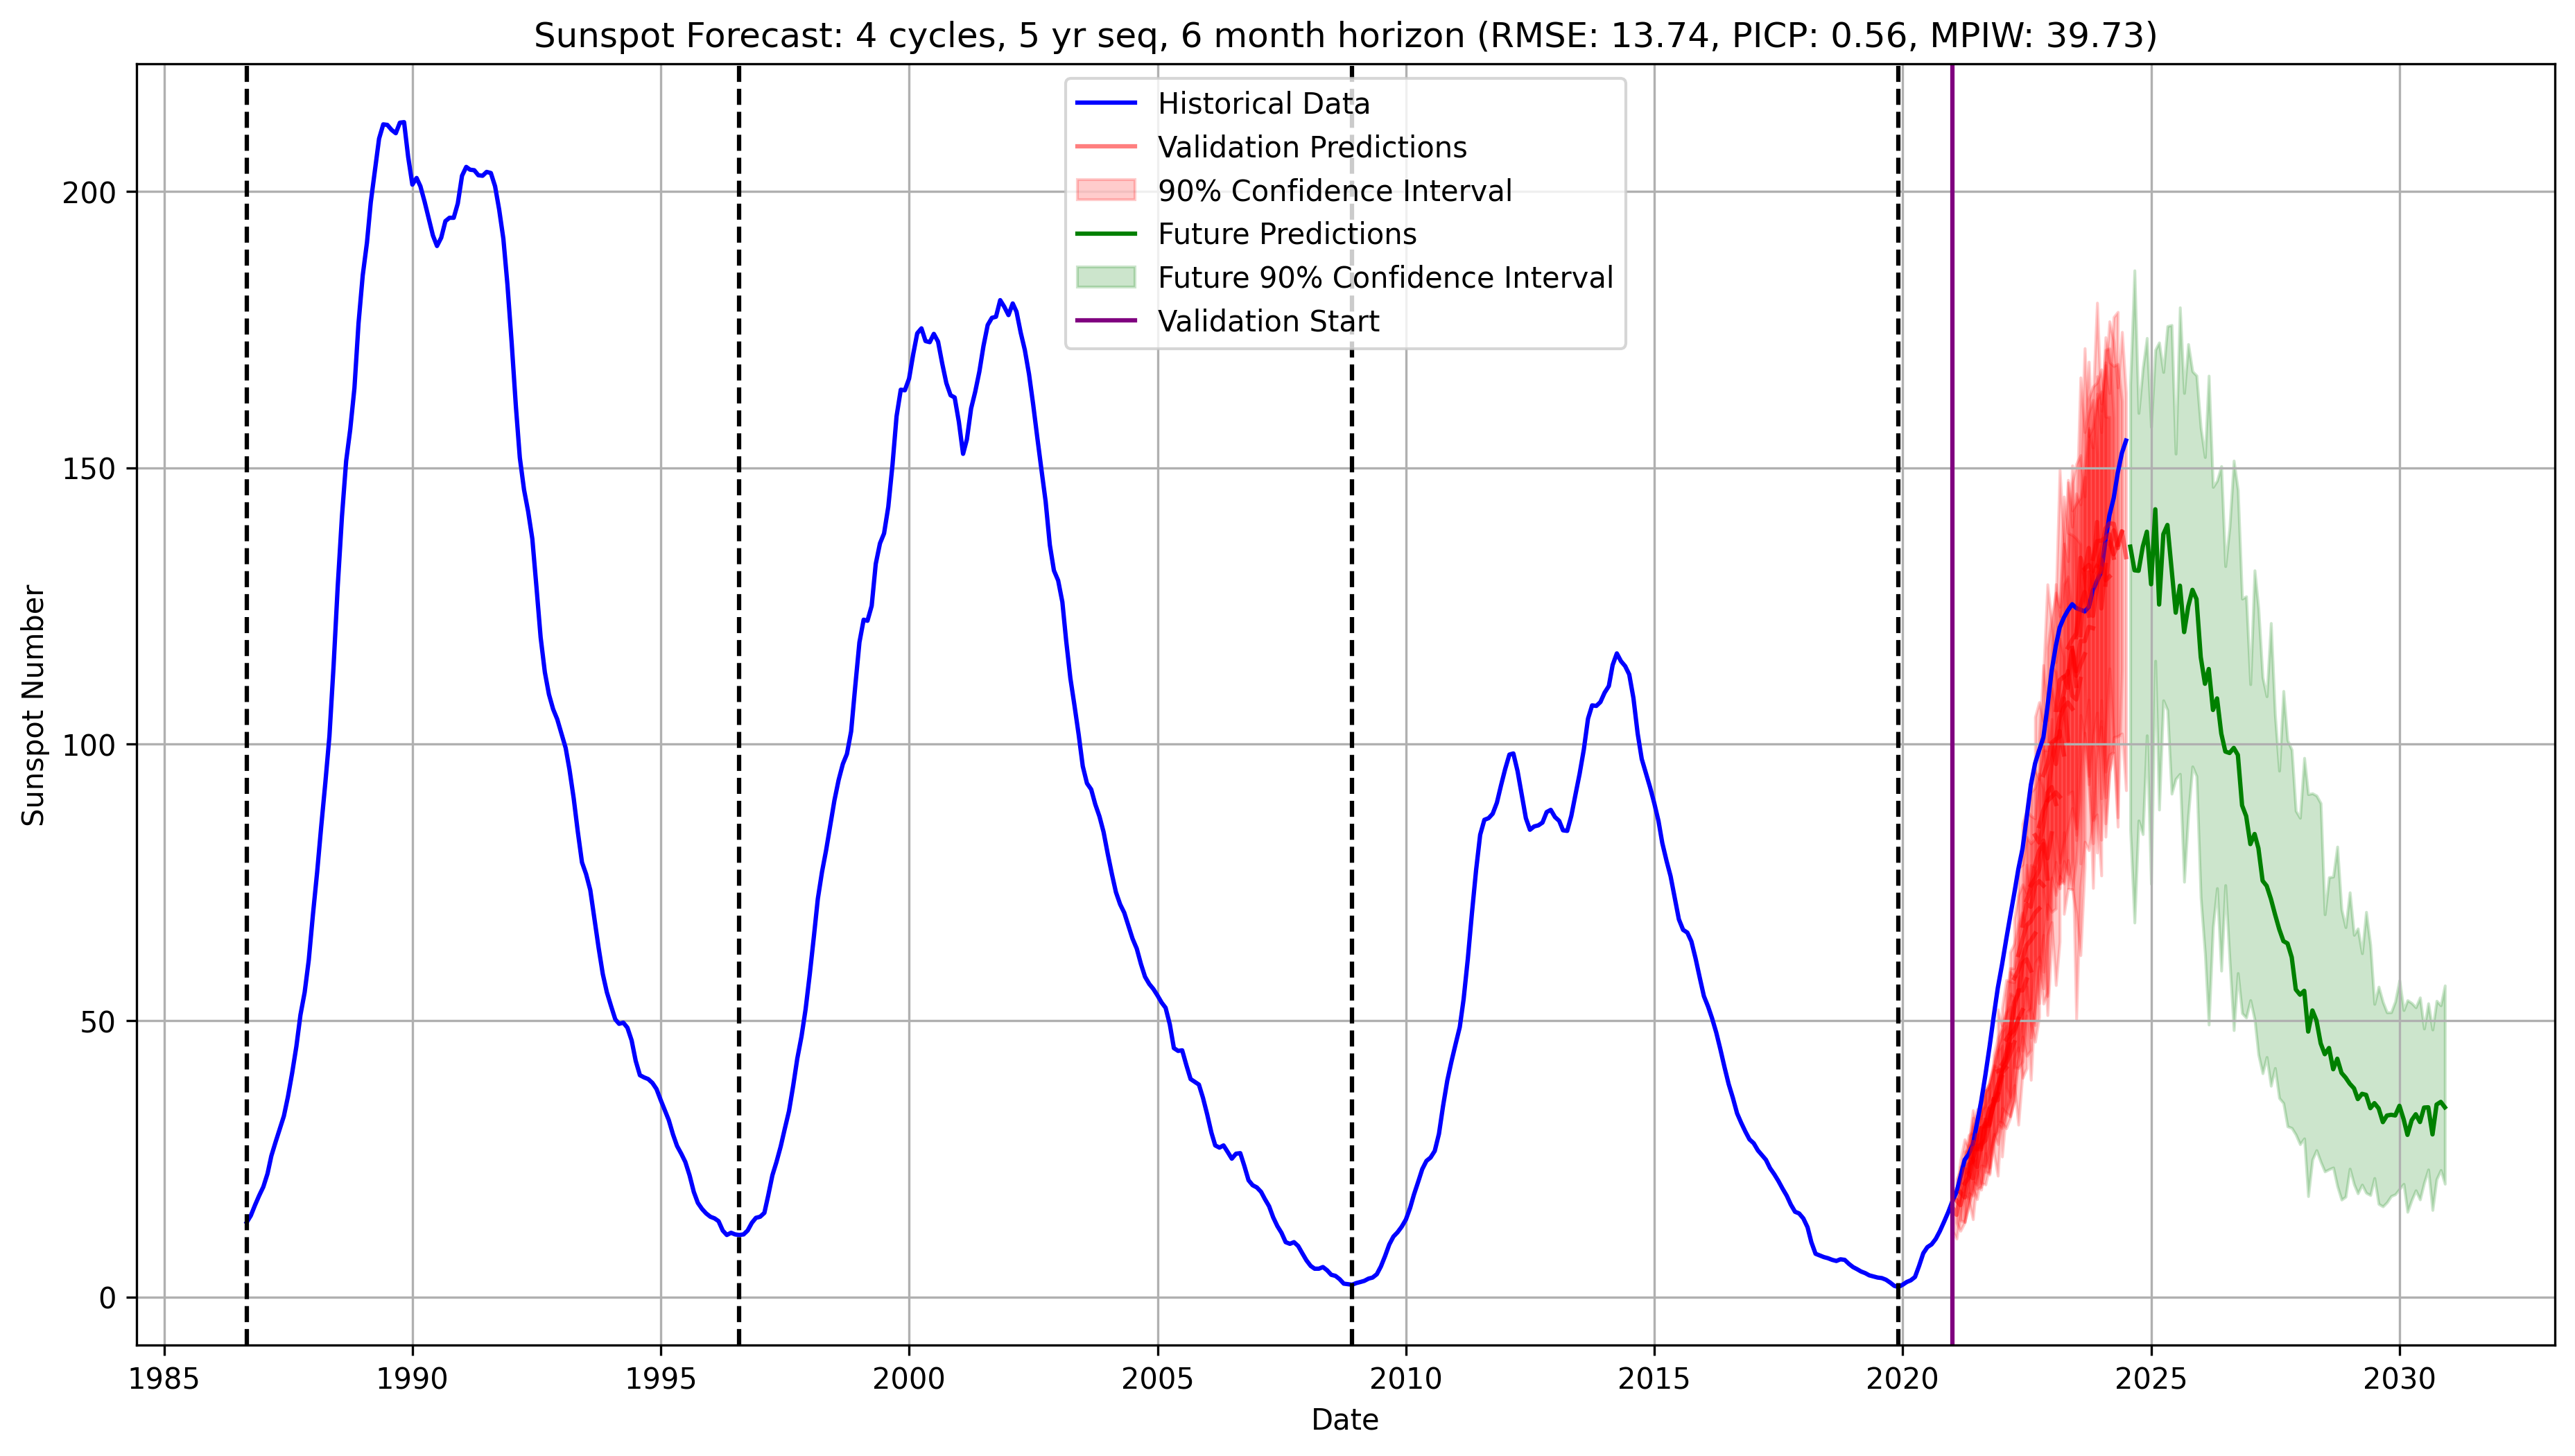 Sunspot Forecast: 4 cycles, 5 yr seq, 6 month horizon (RMSE: 13.74, PICP: 0.56, MPIW: 39.73)
Historical Data
Validation Predictions
90% Confidence Interval
Future Predictions
Future 90% Confidence Interval
Validation Start
Sunspot Number
200
150
100
50
0
1985 1990 1995 2000 2005 2010 2015 2020 2025 2030
Date